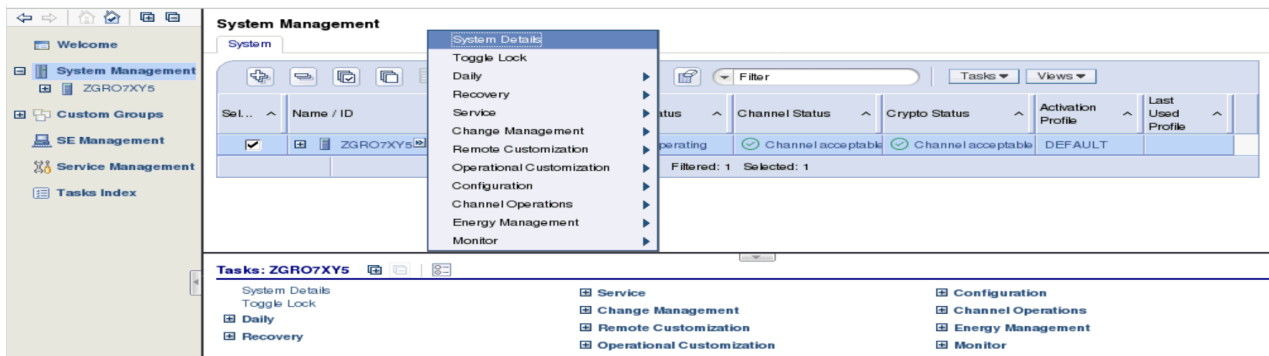 System Management
Welcome
System Management
ZGRO7XY5
Custom Groups
SE Management
Service Management
Tasks Index
System
Filter
Tasks
Views
Sel...
Name / ID
tus
Channel Status
Crypto Status
Activation Profile
Last Used Profile
ZGRO7XY5
perating
Channel acceptable
Channel acceptable
DEFAULT
Filtered: 1 Selected: 1
System Details
Toggle Lock
Daily
Recovery
Service
Change Management
Remote Customization
Operational Customization
Configuration
Channel Operations
Energy Management
Monitor
Tasks: ZGRO7XY5
System Details
Toggle Lock
Daily
Recovery
Service
Change Management
Remote Customization
Operational Customization
Configuration
Channel Operations
Energy Management
Monitor